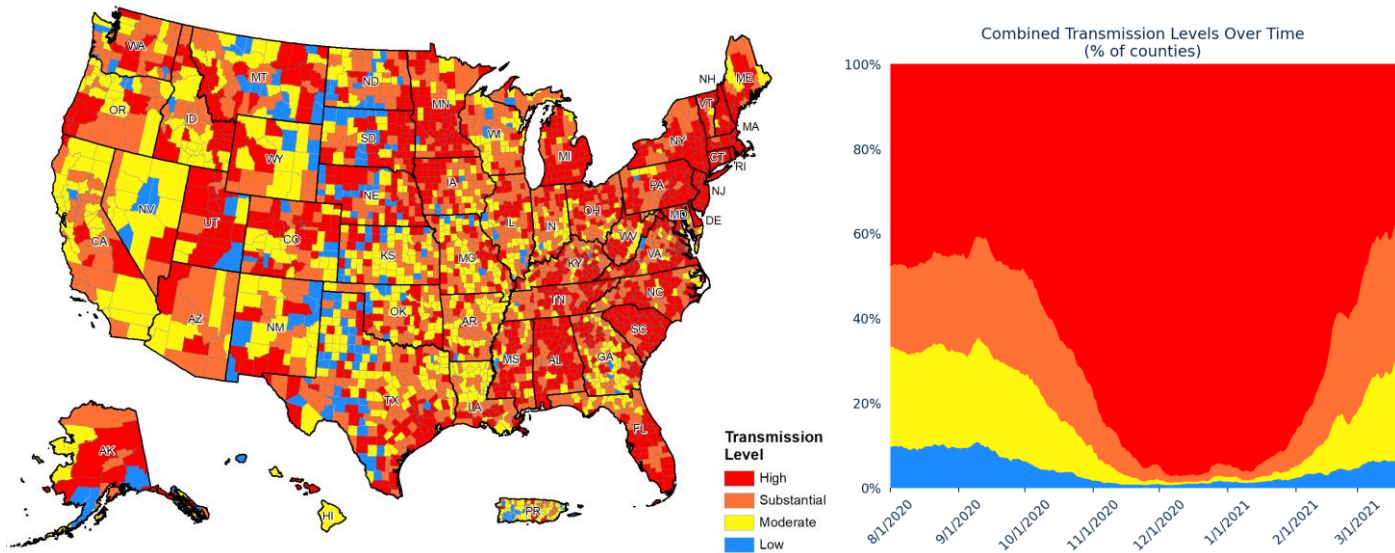 WA
MT
ND
MN
OR
ID
WY
SD
WI
MI
NV
UT
CO
NE
IA
IL
IN
OH
PA
NY
VT
NH
ME
MA
CT
RI
NJ
DE
MD
WV
VA
KY
NC
TN
SC
GA
AL
MS
AR
LA
MO
KS
OK
TX
NM
AZ
CA
FL
AK
HI
PR
Transmission
Level
High
Substantial
Moderate
Low
Combined Transmission Levels Over Time
(% of counties)
100%
80%
60%
40%
20%
0%
8/1/2020
9/1/2020
10/1/2020
11/1/2020
12/1/2020
1/1/2021
2/1/2021
3/1/2021